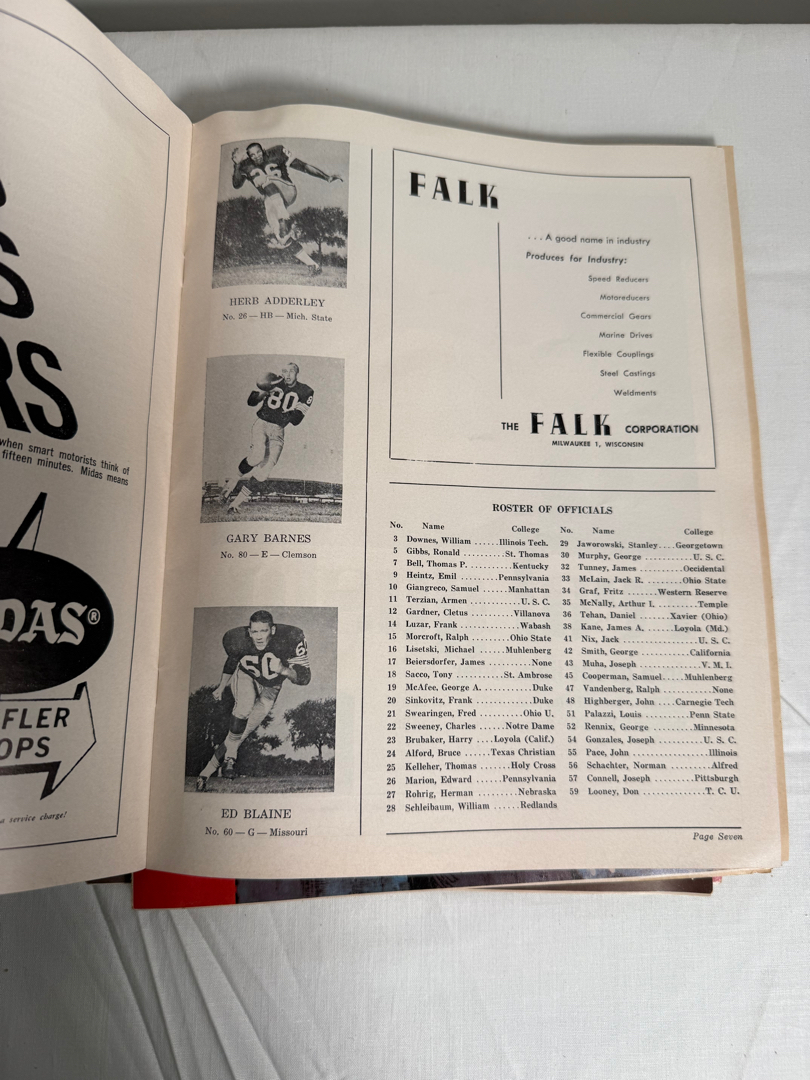 RS
when smart motorists think of
fifteen minutes. Midas means
DAS®
FLER
OPS
a service charge!
26
HERB ADDERLEY
No. 26 — HB — Mich. State
80
80
GARY BARNES
No. 80 — E — Clemson
60
ED BLAINE
No. 60 — G — Missouri
FALK
...A good name in industry
Produces for Industry:
Speed Reducers
Motoreducers
Commercial Gears
Marine Drives
Flexible Couplings
Steel Castings
Weldments
THE FALK CORPORATION
MILWAUKEE 1, WISCONSIN
ROSTER OF OFFICIALS
No. Name College
3 Downes, William ......Illinois Tech.
5 Gibbs, Ronald ..........St. Thomas
7 Bell, Thomas P. ..........Kentucky
9 Heintz, Emil .........Pennsylvania
10 Giangreco, Samuel .......Manhattan
11 Terzian, Armen ............U. S. C.
12 Gardner, Cletus ..........Villanova
14 Luzar, Frank ..............Wabash
15 Morcroft, Ralph .........Ohio State
16 Lisetski, Michael .......Muhlenberg
17 Beiersdorfer, James ..........None
18 Sacco, Tony ...........St. Ambrose
19 McAfee, George A. ...........Duke
20 Sinkovitz, Frank .............Duke
21 Swearingen, Fred ..........Ohio U.
22 Sweeney, Charles .....Notre Dame
23 Brubaker, Harry ...Loyola (Calif.)
24 Alford, Bruce ......Texas Christian
25 Kelleher, Thomas .......Holy Cross
26 Marion, Edward ......Pennsylvania
27 Rohrig, Herman ..........Nebraska
28 Schleibaum, William ......Redlands
No. Name College
29 Jaworowski, Stanley....Georgetown
30 Murphy, George ...........U. S. C.
32 Tunney, James ..........Occidental
33 McLain, Jack R. ........Ohio State
34 Graf, Fritz .......Western Reserve
35 McNally, Arthur I. .........Temple
36 Tehan, Daniel ......Xavier (Ohio)
38 Kane, James A. ......Loyola (Md.)
41 Nix, Jack .................U. S. C.
42 Smith, George ...........California
43 Muha, Joseph ..............V. M. I.
45 Cooperman, Samuel.....Muhlenberg
47 Vandenberg, Ralph ...........None
48 Highberger, John ....Carnegie Tech
51 Palazzi, Louis ..........Penn State
52 Rennix, George ..........Minnesota
54 Gonzales, Joseph ..........U. S. C.
55 Pace, John .................Illinois
56 Schachter, Norman ..........Alfred
57 Connell, Joseph .........Pittsburgh
59 Looney, Don ..............T. C. U.
Page Seven